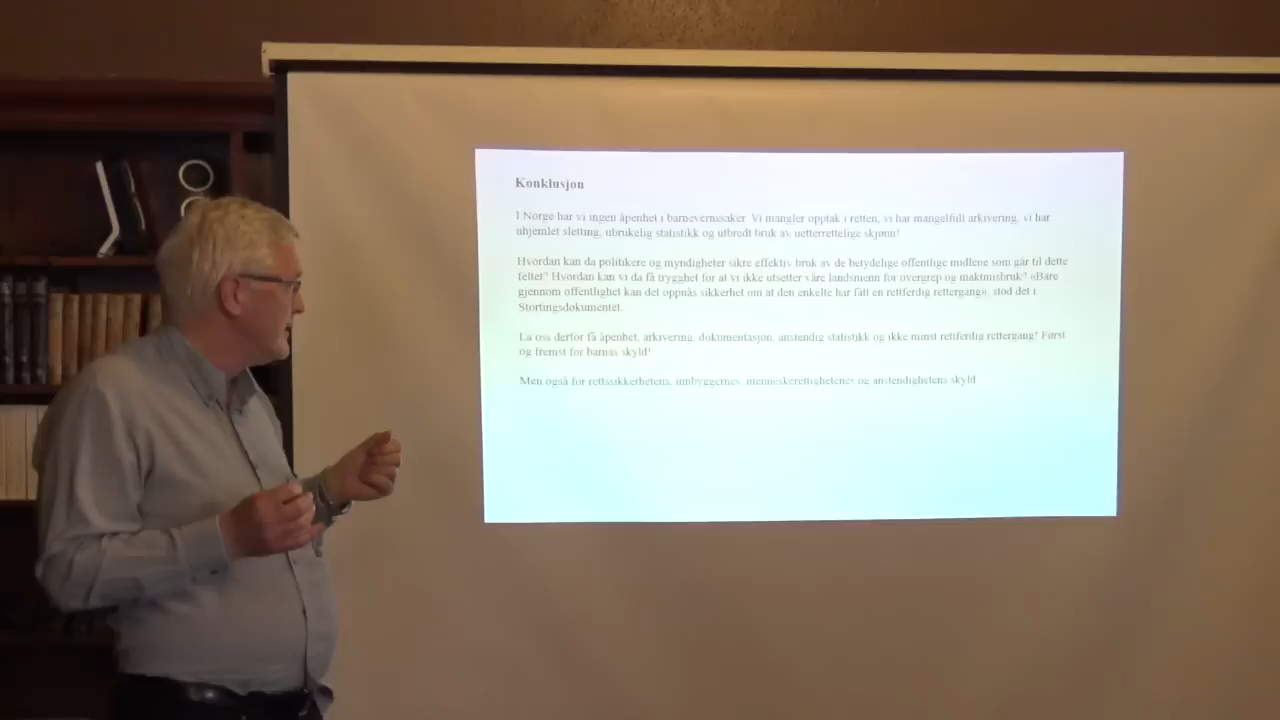 Konklusjon
I Norge har vi ingen åpenhet i barnevernssaker. Vi mangler opptak i retten, vi har mangelfull arkivering, vi har
uhjemlet sletting, ubrukelig statistikk og utbredt bruk av uetterrettelige skjønn!
Hvordan kan da politikere og myndigheter sikre effektiv bruk av de betydelige offentlige midlene som går til dette
feltet? Hvordan kan vi da få trygghet for at vi ikke utsetter våre landsmenn for overgrep og maktmisbruk? «Bare
gjennom offentlighet kan det oppnås sikkerhet om at den enkelte har fått en rettferdig rettergang», stod det i
Stortingsdokumentet.
La oss derfor få åpenhet, arkivering, dokumentasjon, anstendig statistikk og ikke minst rettferdig rettergang! Først
og fremst for barnas skyld!
Men også for rettssikkerhetens, innbyggernes, menneskerettighetenes og anstendighetens skyld